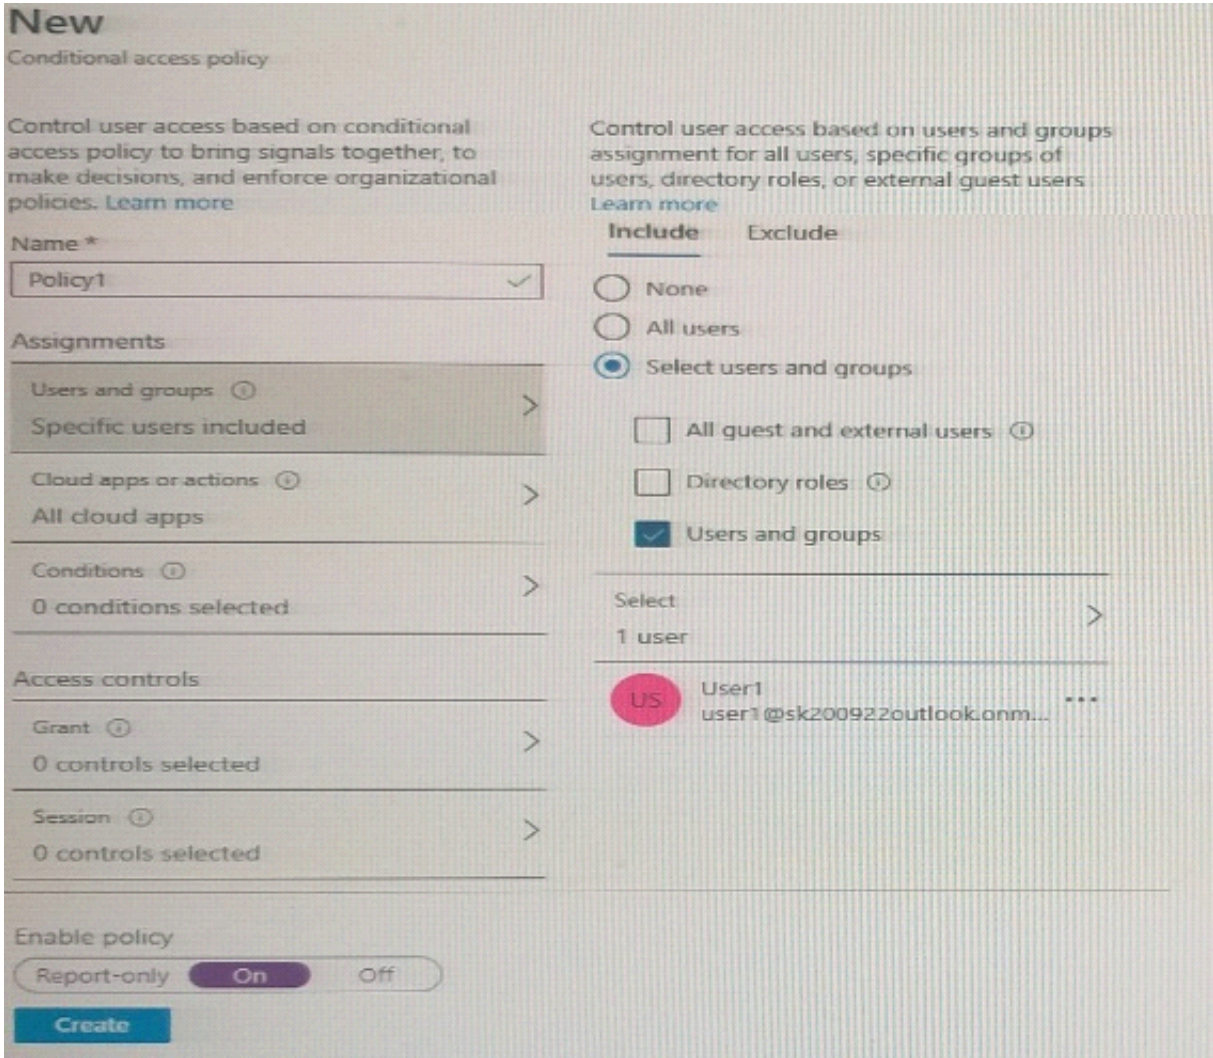 New
Conditional access policy
Control user access based on conditional
access policy to bring signals together, to
make decisions, and enforce organizational
policies. Learn more
Name *
Policy1
Assignments
Users and groups
Specific users included
Cloud apps or actions
All cloud apps
Conditions
0 conditions selected
Access controls
Grant
0 controls selected
Session
0 controls selected
Enable policy
Report-only On Off
Create
Control user access based on users and groups
assignment for all users, specific groups of
users, directory roles, or external guest users
Learn more
Include Exclude
None
All users
Select users and groups
All guest and external users
Directory roles
Users and groups
Select
1 user
US
User1
user1@sk200922outlook.onm...